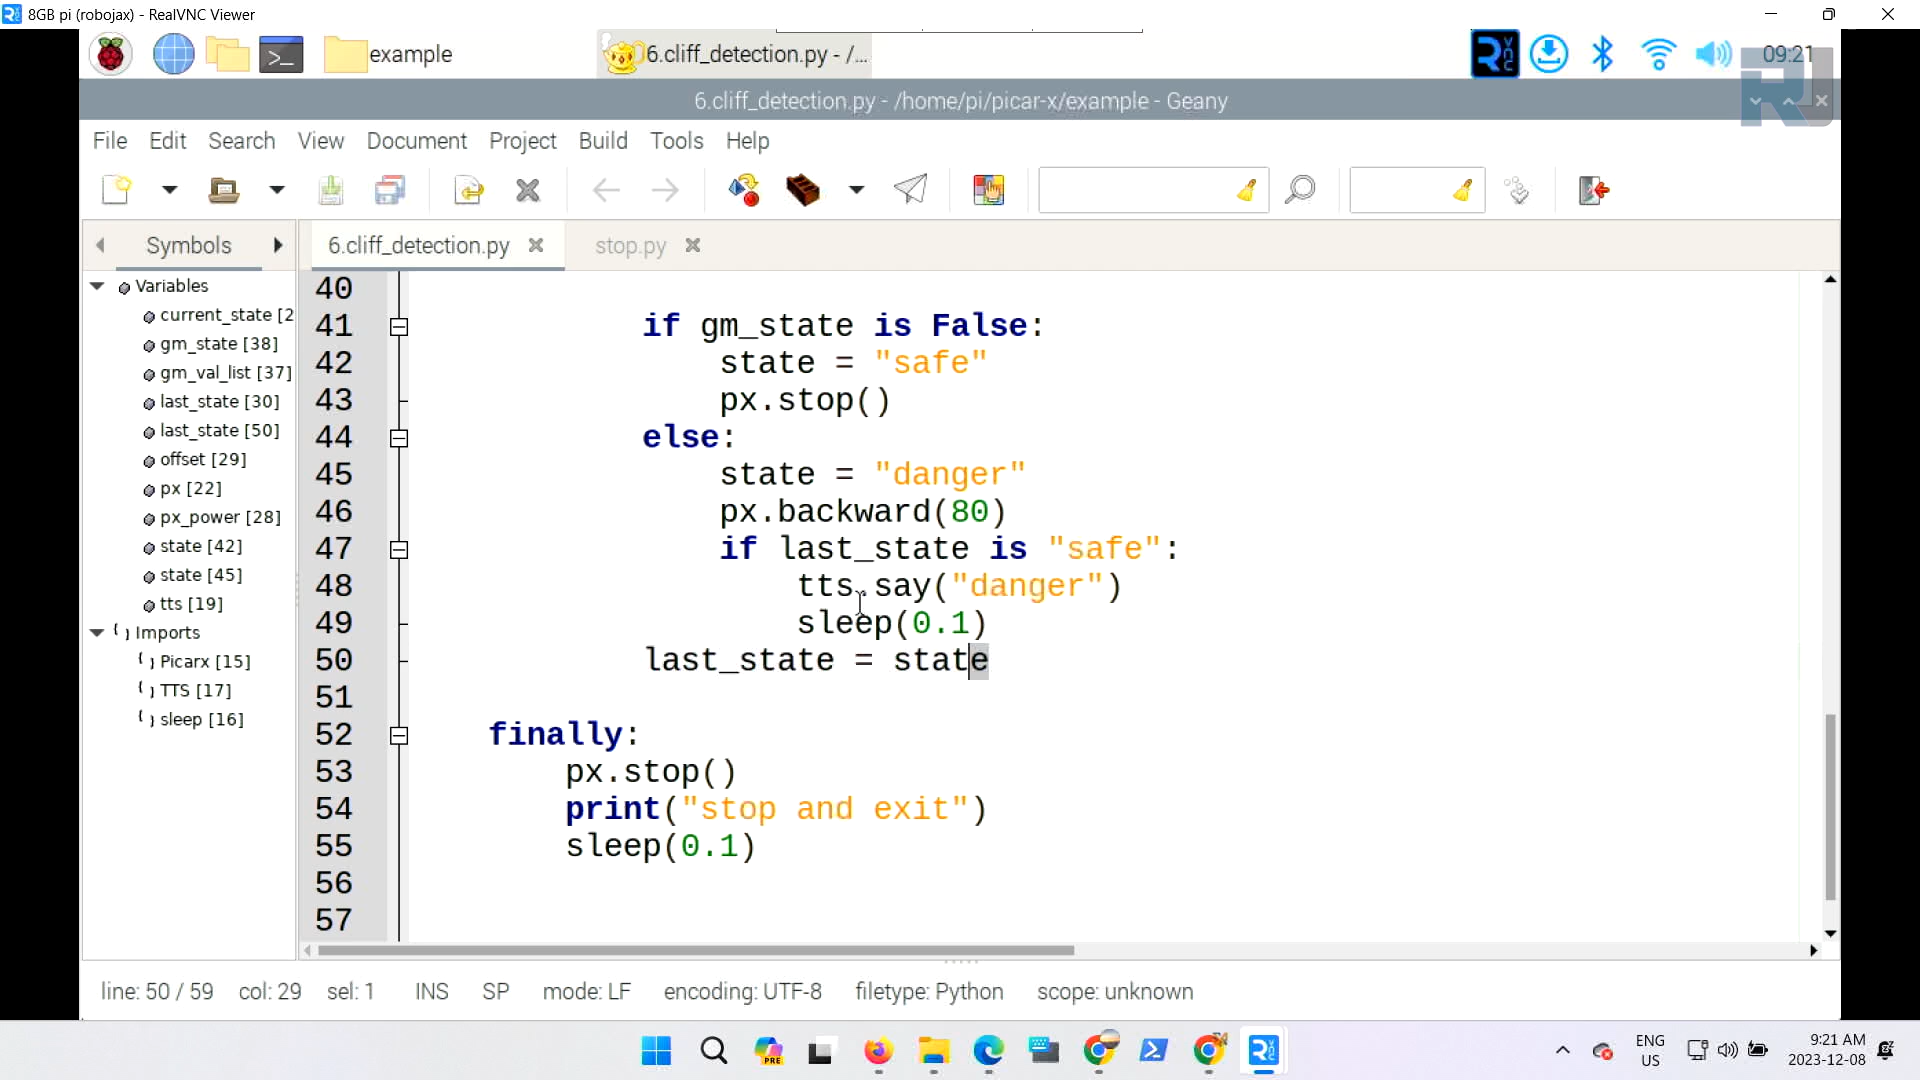 8GB pi (robojax) - RealVNC Viewer
example
6.cliff_detection.py - /...
09:21
6.cliff_detection.py - /home/pi/picar-x/example - Geany
File Edit Search View Document Project Build Tools Help
Symbols
6.cliff_detection.py
stop.py
Variables
gm_state [38]
gm_val_list [37]
last_state [30]
last_state [50]
offset [29]
px [22]
px_power [28]
state [42]
state [45]
tts [19]
Imports
Picarx [15]
TTS [17]
sleep [16]
current_state [2
40
41 if gm_state is False:
42 state = "safe"
43 px.stop()
44 else:
45 state = "danger"
46 px.backward(80)
47 if last_state is "safe":
48 tts.say("danger")
49 sleep(0.1)
50 last_state = state
51
52 finally:
53 px.stop()
54 print("stop and exit")
55 sleep(0.1)
56
57
line: 50 / 59 col: 29 sel: 1 INS SP mode: LF encoding: UTF-8 filetype: Python scope: unknown
PRE
ENG
US
9:21 AM
2023-12-08